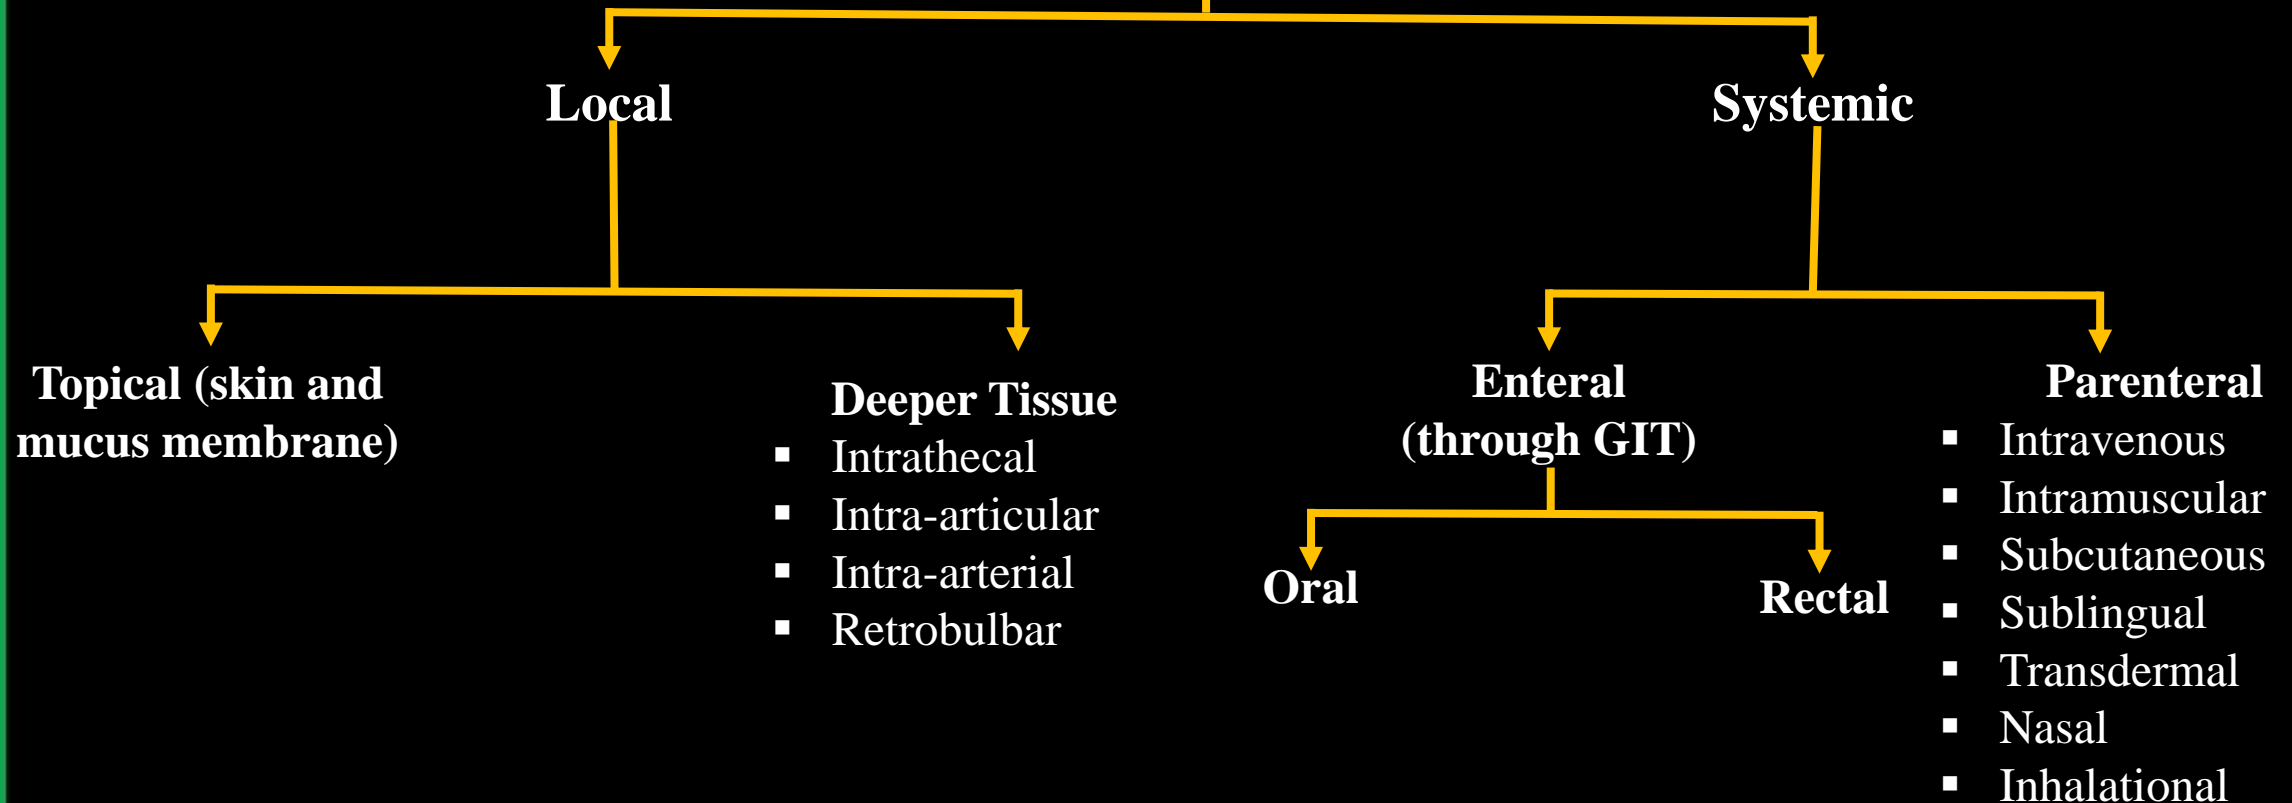 Local
Systemic
Topical (skin and
mucus membrane)
Deeper Tissue
▪ Intrathecal
▪ Intra-articular
▪ Intra-arterial
▪ Retrobulbar
Enteral
(through GIT)
Oral
Rectal
Parenteral
▪ Intravenous
▪ Intramuscular
▪ Subcutaneous
▪ Sublingual
▪ Transdermal
▪ Nasal
▪ Inhalational